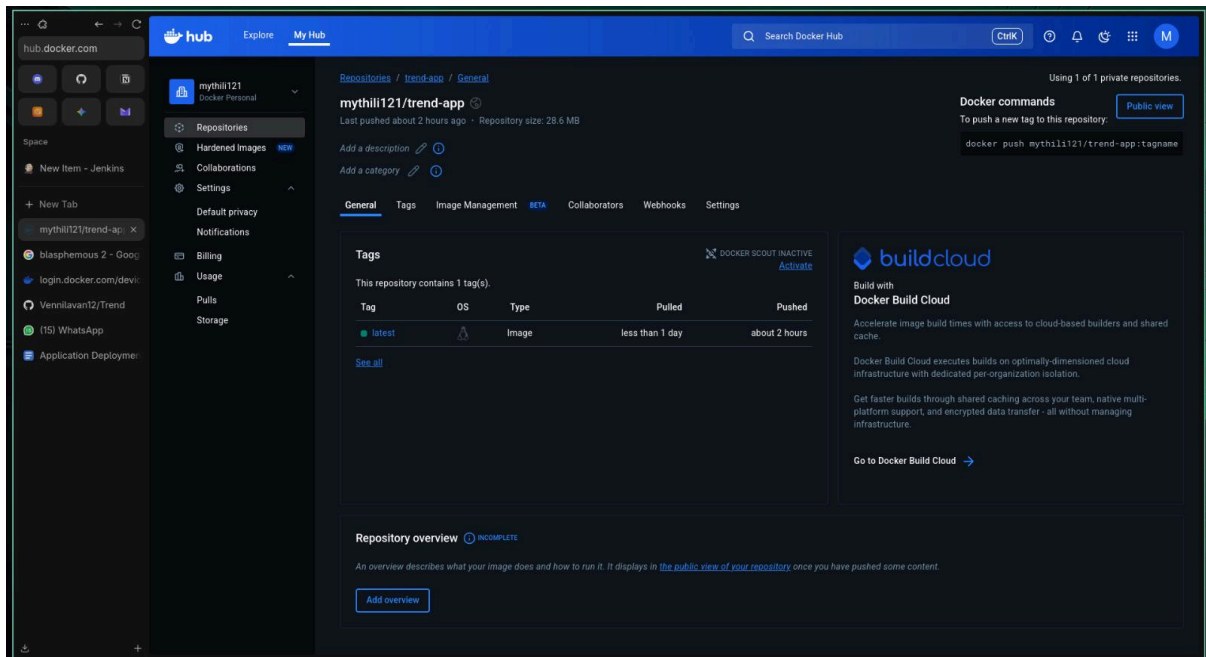 hub.docker.com
Space
New Item - Jenkins
+ New Tab
mythili121/trend-ap
blasphemous 2 - Goog
login.docker.com/devic
Vennilavan12/Trend
(15) WhatsApp
Application Deploymen
hub
Explore
My Hub
Search Docker Hub
CtrlK
M
mythili121
Docker Personal
Repositories
Hardened Images NEW
Collaborations
Settings
Default privacy
Notifications
Billing
Usage
Pulls
Storage
Repositories / trend-app / General
Using 1 of 1 private repositories.
mythili121/trend-app
Last pushed about 2 hours ago · Repository size: 28.6 MB
Add a description
Add a category
Docker commands
Public view
To push a new tag to this repository:
docker push mythili121/trend-app:tagname
General Tags Image Management BETA Collaborators Webhooks Settings
Tags
DOCKER SCOUT INACTIVE
Activate
This repository contains 1 tag(s).
Tag OS Type Pulled Pushed
latest Image less than 1 day about 2 hours
See all
buildcloud
Build with
Docker Build Cloud
Accelerate image build times with access to cloud-based builders and shared
cache.
Docker Build Cloud executes builds on optimally-dimensioned cloud
infrastructure with dedicated per-organization isolation.
Get faster builds through shared caching across your team, native multi-
platform support, and encrypted data transfer - all without managing
infrastructure.
Go to Docker Build Cloud →
Repository overview INCOMPLETE
An overview describes what your image does and how to run it. It displays in the public view of your repository once you have pushed some content.
Add overview